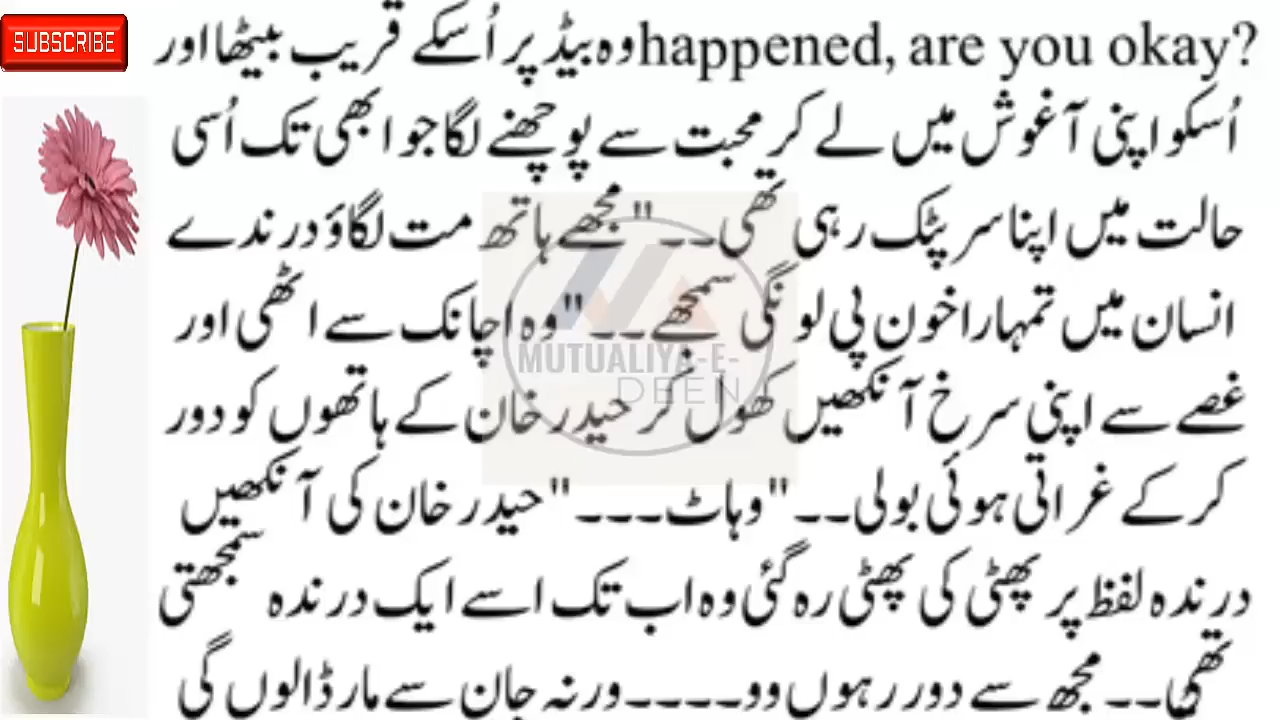 SUBSCRIBE
happened, are you okay? وہ بیڈ پر اُسکے قریب بیٹھا اور
اُسکو اپنی آغوش میں لے کر محبت سے پوچھنے لگا جو ابھی تک اُسی
حالت میں اپنا سر پٹک رہی تھی۔۔ "مجھے ہاتھ مت لگاؤ درندے
انسان میں تمہارا خون پی لونگی سمجھے۔۔" وہ اچانک سے اٹھی اور
غصے سے اپنی سرخ آنکھیں کھول کر حیدر خان کے ہاتھوں کو دور
کر کے غراتی ہوئی بولی۔۔ "وہاٹ۔۔۔" حیدر خان کی آنکھیں
درندہ لفظ پر پھٹی کی پھٹی رہ گئی وہ اب تک اسے ایک درندہ سمجھتی
تھی۔۔ مجھ سے دور رہوں وو۔۔۔۔ورنہ جان سے مار ڈالوں گی
MUTUALIYA-E-
DEEN